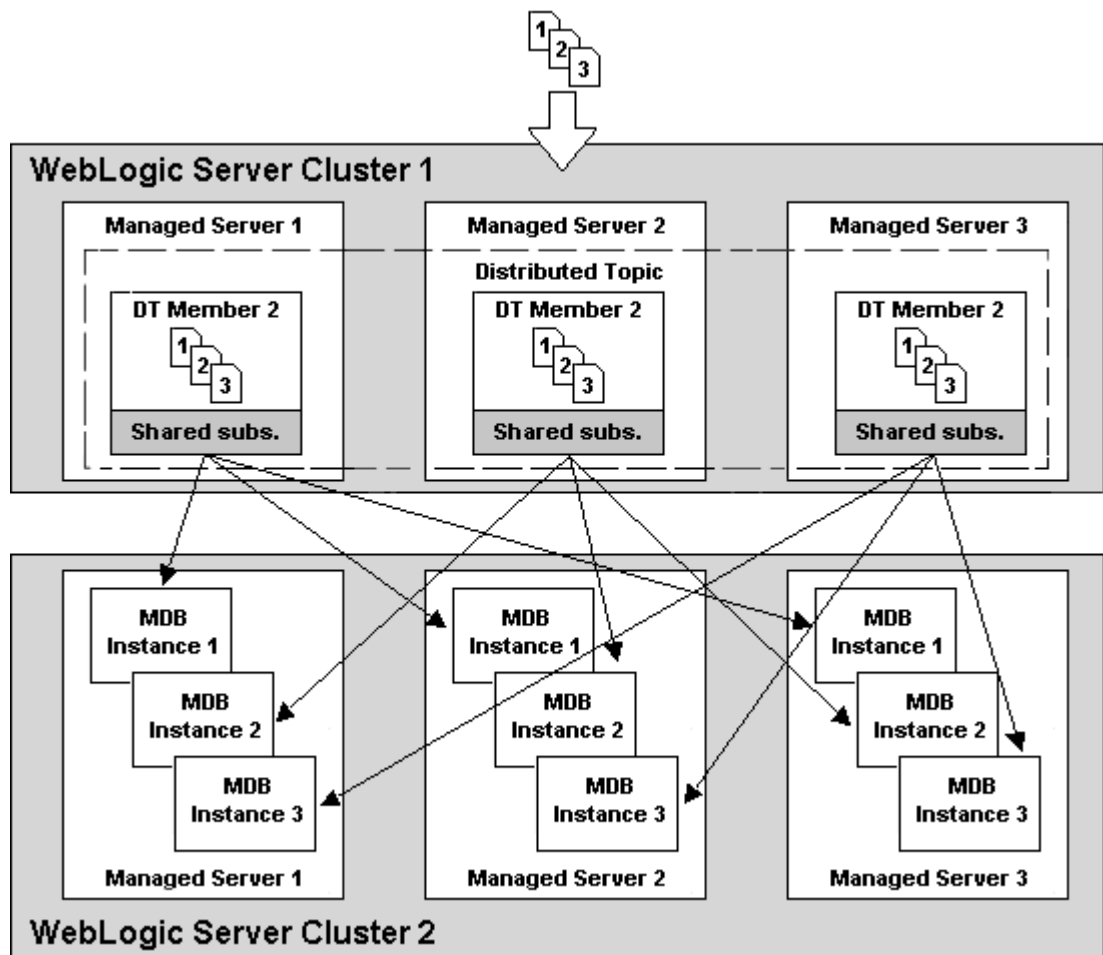 1
2
3
WebLogic Server Cluster 1
Managed Server 1
Managed Server 2
Managed Server 3
Distributed Topic
DT Member 2
1
2
3
Shared subs.
DT Member 2
1
2
3
Shared subs.
DT Member 2
1
2
3
Shared subs.
MDB
Instance 1
MDB
Instance 2
MDB
Instance 3
Managed Server 1
MDB
Instance 1
MDB
Instance 2
MDB
Instance 3
Managed Server 2
MDB
Instance 1
MDB
Instance 2
MDB
Instance 3
Managed Server 3
WebLogic Server Cluster 2